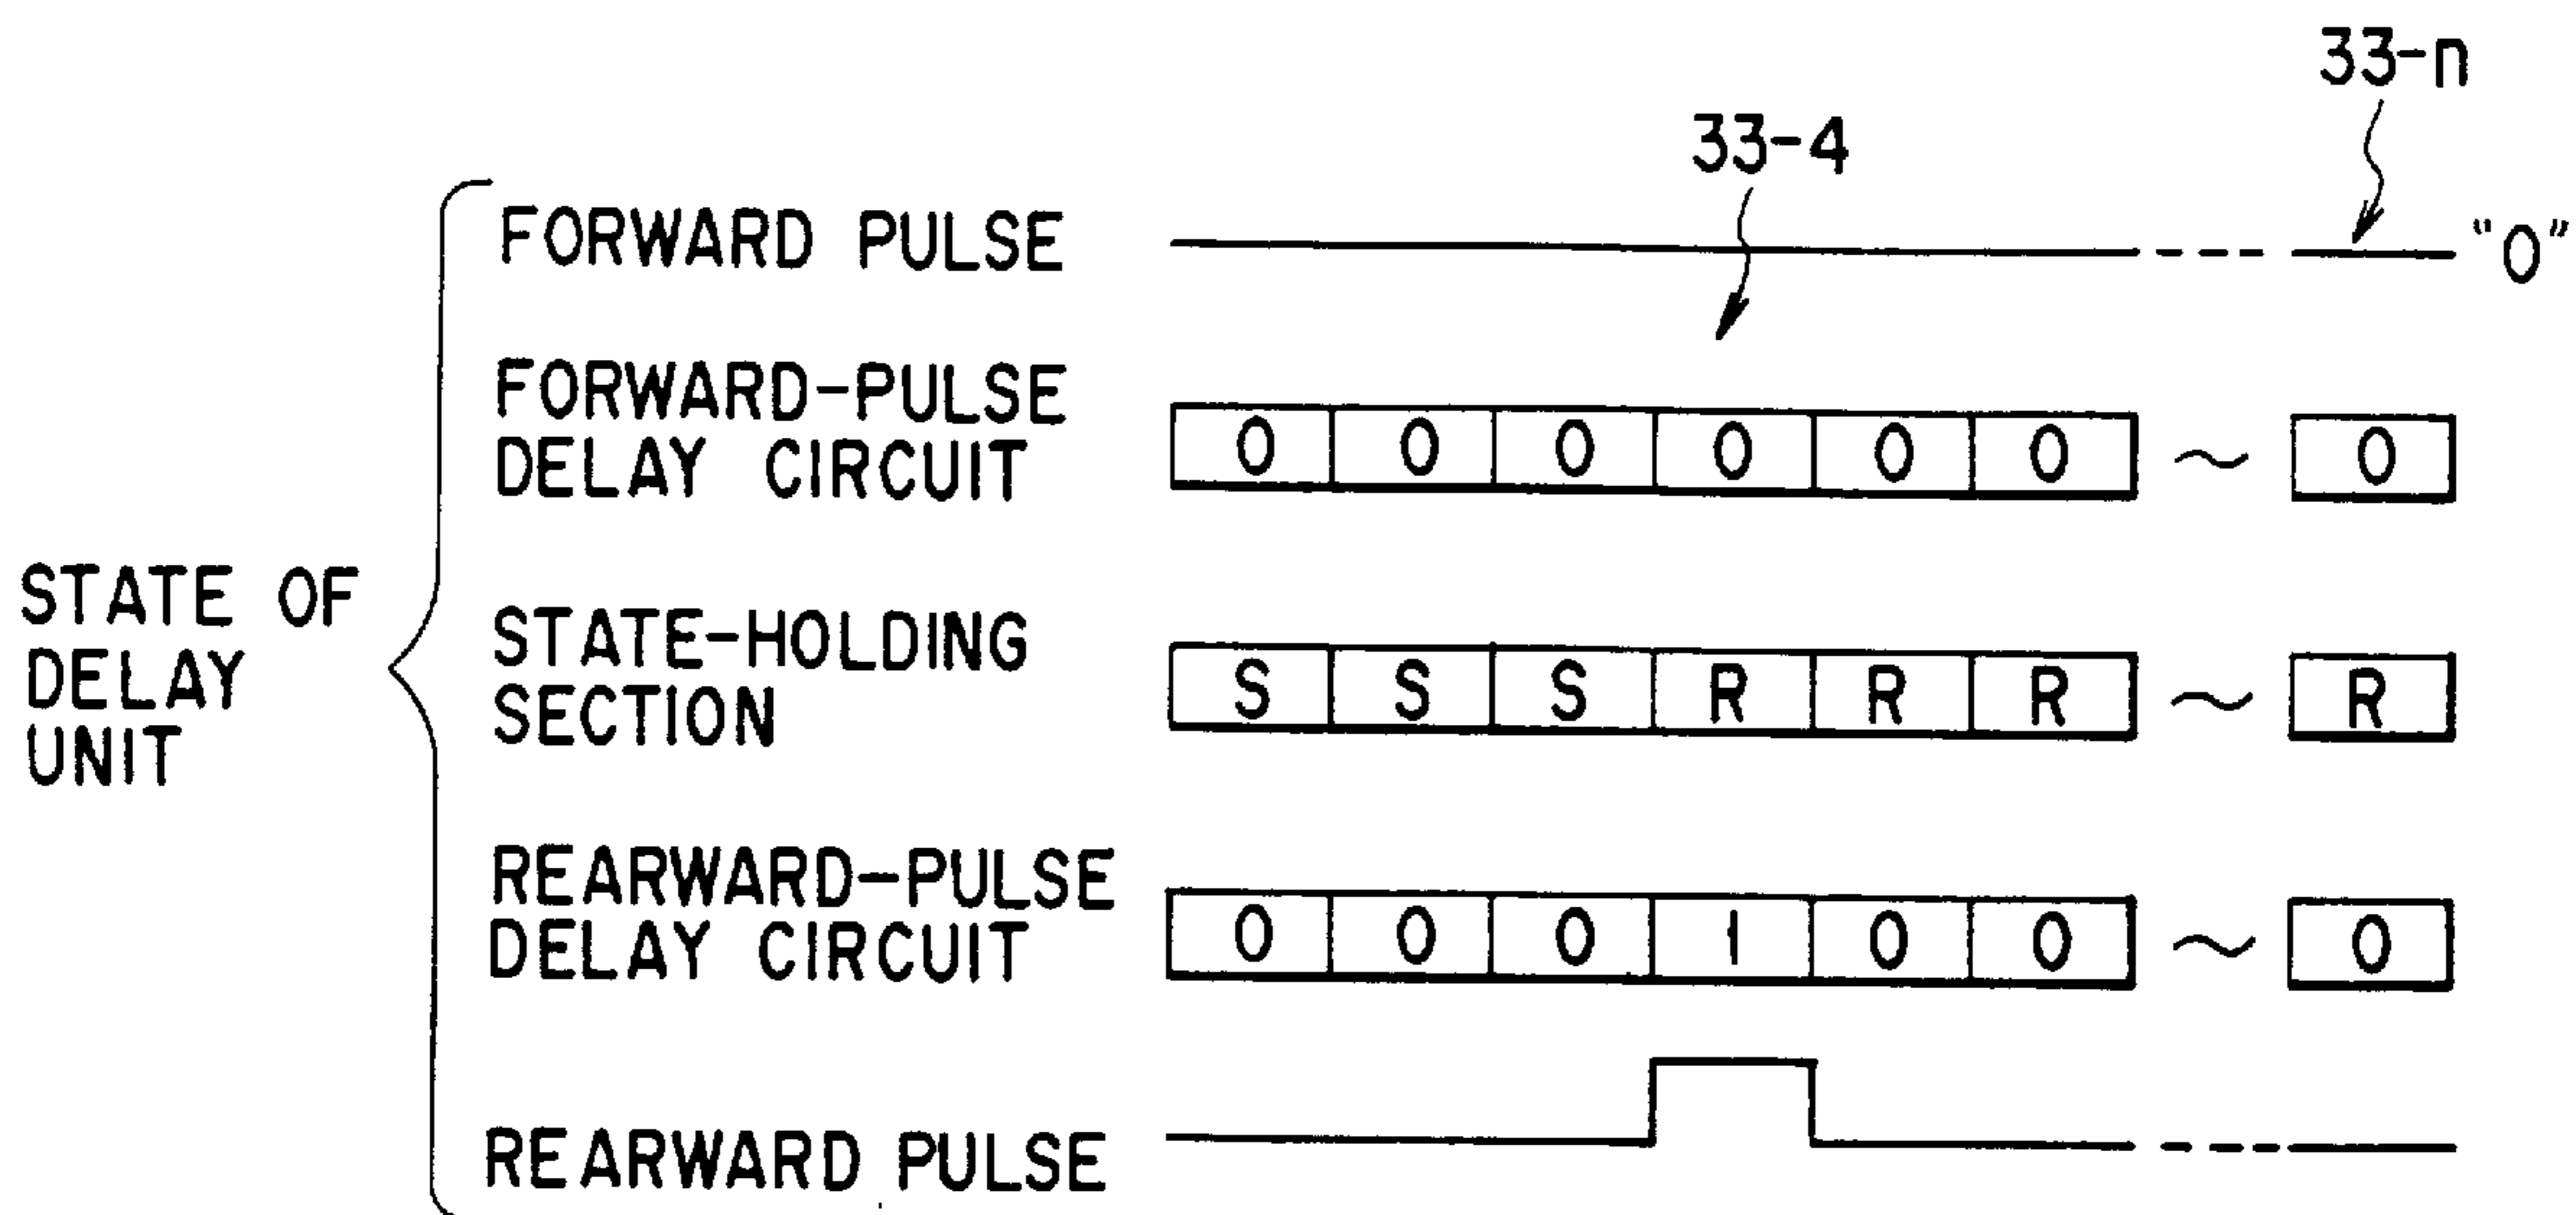 33-n
33-4
FORWARD PULSE
"0"
FORWARD-PULSE
DELAY CIRCUIT
0 0 0 0 0 0 ~ 0
STATE OF
DELAY
UNIT
STATE-HOLDING
SECTION
S S S R R R ~ R
REARWARD-PULSE
DELAY CIRCUIT
0 0 0 1 0 0 ~ 0
REARWARD PULSE